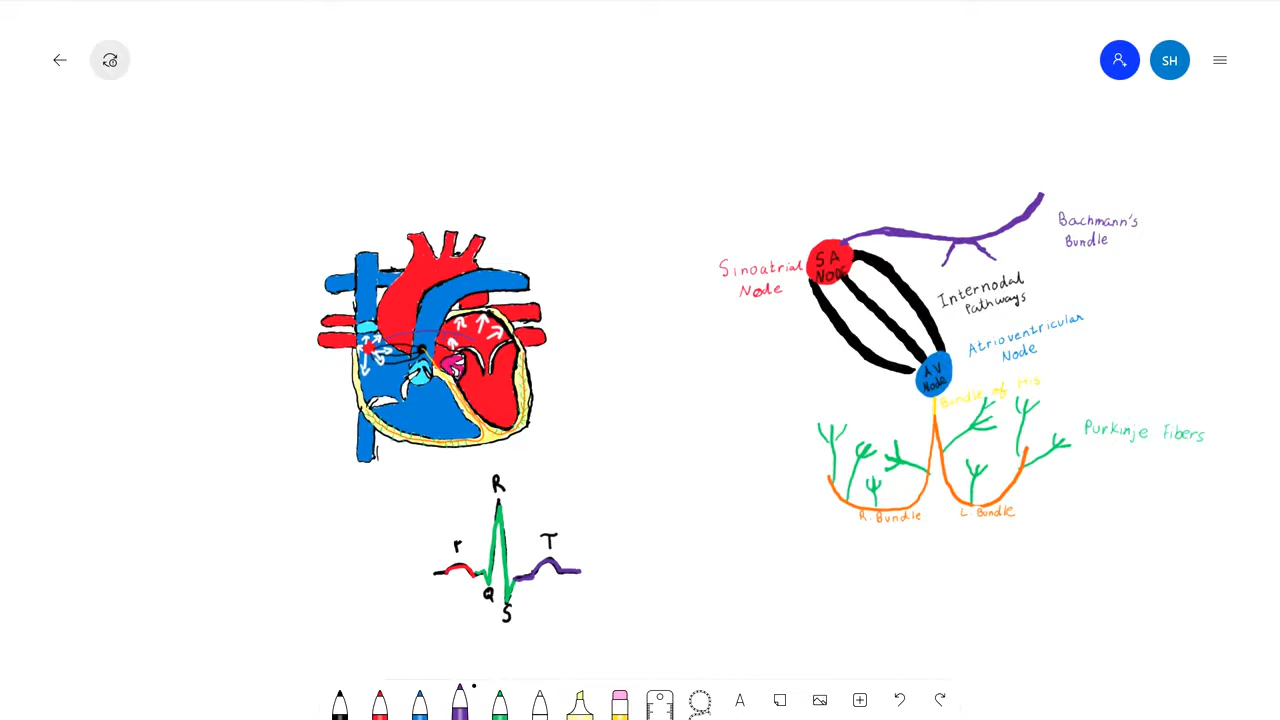 SH
Bachmann's
Bundle
SA
NODE
Sinoatrial
Node
Internodal
Pathways
Atrioventricular
Node
AV
Node
Bundle of His
Purkinje Fibers
R. Bundle
L. Bundle
R
P
T
Q
S
A